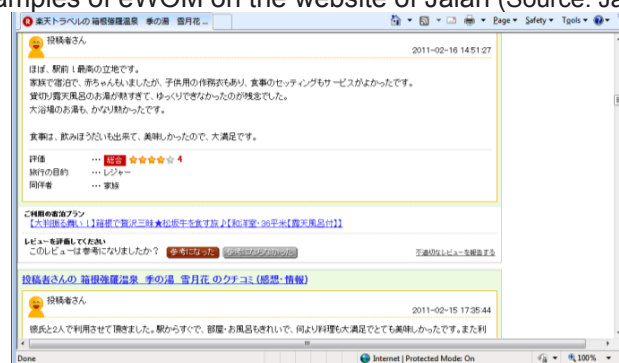 amples of eWOM on the website of Jalan (Source: Ja
楽天トラベルの 箱根強羅温泉 季の湯 雪月花 ...
Page Safety Tools
投稿者さん
2011-02-16 14:51:27
ほぼ、駅前!最高の立地です。
家族で宿泊で、赤ちゃんもいましたが、子供用の作務衣もあり、食事のセッティングもサービスがよかったです。
貸切り露天風呂のお湯が熱すぎて、ゆっくりできなかったのが残念でした。
大浴場のお湯も、かなり熱かったです。
食事は、飲みほうだいも出来て、美味しかったので、大満足です。
評価 … 総合 ★★★★☆ 4
旅行の目的 … レジャー
同伴者 … 家族
ご利用の宿泊プラン
【大判振る舞い!】箱根で贅沢三昧★松坂牛を食す旅♪【和洋室・36平米【露天風呂付】】
レビューを評価してください
このレビューは参考になりましたか? 参考になった 参考にならなかった 不適切なレビューを報告する
投稿者さんの 箱根強羅温泉 季の湯 雪月花 のクチコミ(感想・情報)
投稿者さん
2011-02-15 17:35:44
彼氏と2人で利用させて頂きました。駅からすぐで、部屋・お風呂もきれいで、何より料理も大満足でとても美味しかったです。また利
Done Internet | Protected Mode: On 100%